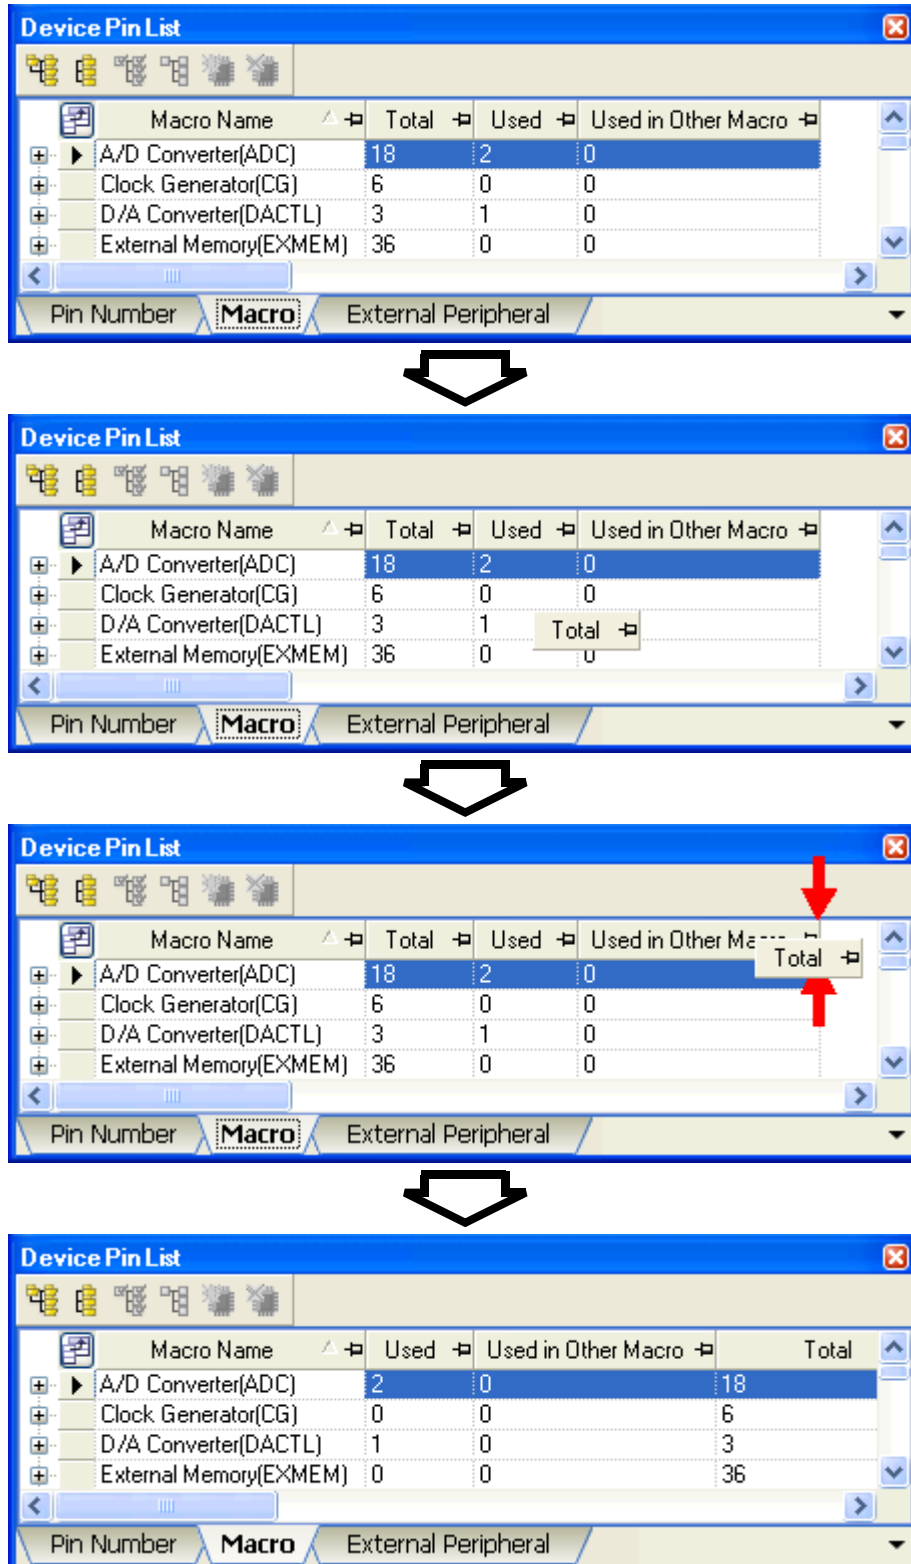 Device Pin List
Macro Name Total Used Used in Other Macro
A/D Converter(ADC) 18 2 0
Clock Generator(CG) 6 0 0
D/A Converter(DACTL) 3 1 0
External Memory(EXMEM) 36 0 0
Pin Number Macro External Peripheral
Device Pin List
Macro Name Total Used Used in Other Macro
A/D Converter(ADC) 18 2 0
Clock Generator(CG) 6 0 0
D/A Converter(DACTL) 3 1 Total
External Memory(EXMEM) 36 0 0
Pin Number Macro External Peripheral
Device Pin List
Macro Name Total Used Used in Other Macro
Total
A/D Converter(ADC) 18 2 0
Clock Generator(CG) 6 0 0
D/A Converter(DACTL) 3 1 0
External Memory(EXMEM) 36 0 0
Pin Number Macro External Peripheral
Device Pin List
Macro Name Used Used in Other Macro Total
A/D Converter(ADC) 2 0 18
Clock Generator(CG) 0 0 6
D/A Converter(DACTL) 1 0 3
External Memory(EXMEM) 0 0 36
Pin Number Macro External Peripheral